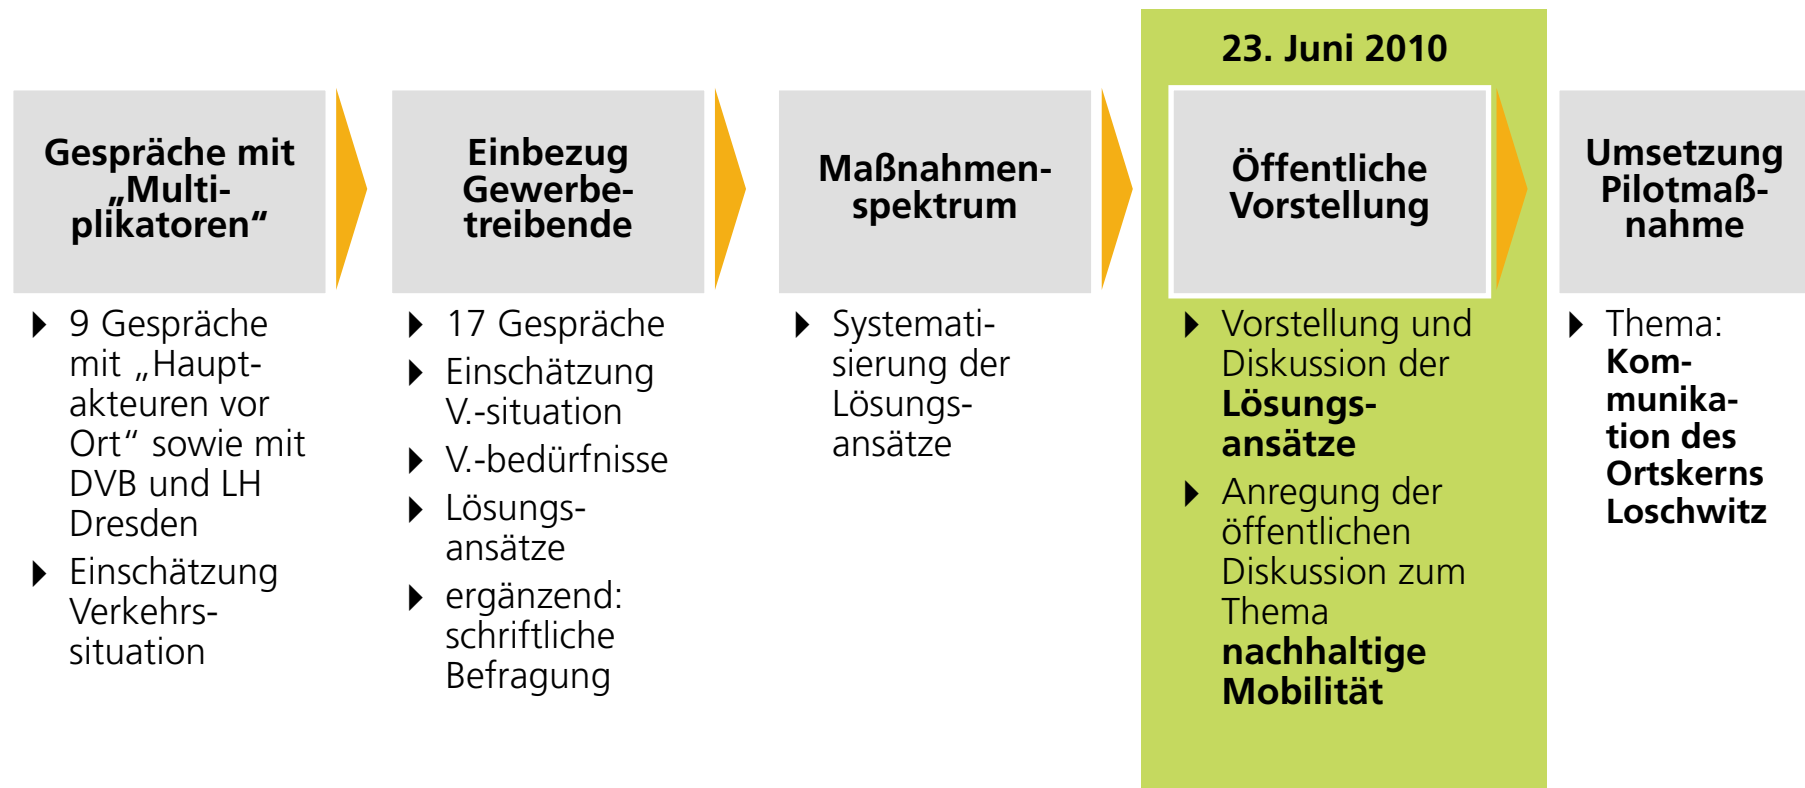 Gespräche mit
„Multi-
plikatoren“
9 Gespräche
mit „Haupt-
akteuren vor
Ort“ sowie mit
DVB und LH
Dresden
Einschätzung
Verkehrs-
situation
Einbezug
Gewerbe-
treibende
17 Gespräche
Einschätzung
V.-situation
V.-bedürfnisse
Lösungs-
ansätze
ergänzend:
schriftliche
Befragung
Maßnahmen-
spektrum
Systemati-
sierung der
Lösungs-
ansätze
23. Juni 2010
Öffentliche
Vorstellung
Vorstellung und
Diskussion der
Lösungs-
ansätze
Anregung der
öffentlichen
Diskussion zum
Thema
nachhaltige
Mobilität
Umsetzung
Pilotmaß-
nahme
Thema:
Kom-
munika-
tion des
Ortskerns
Loschwitz